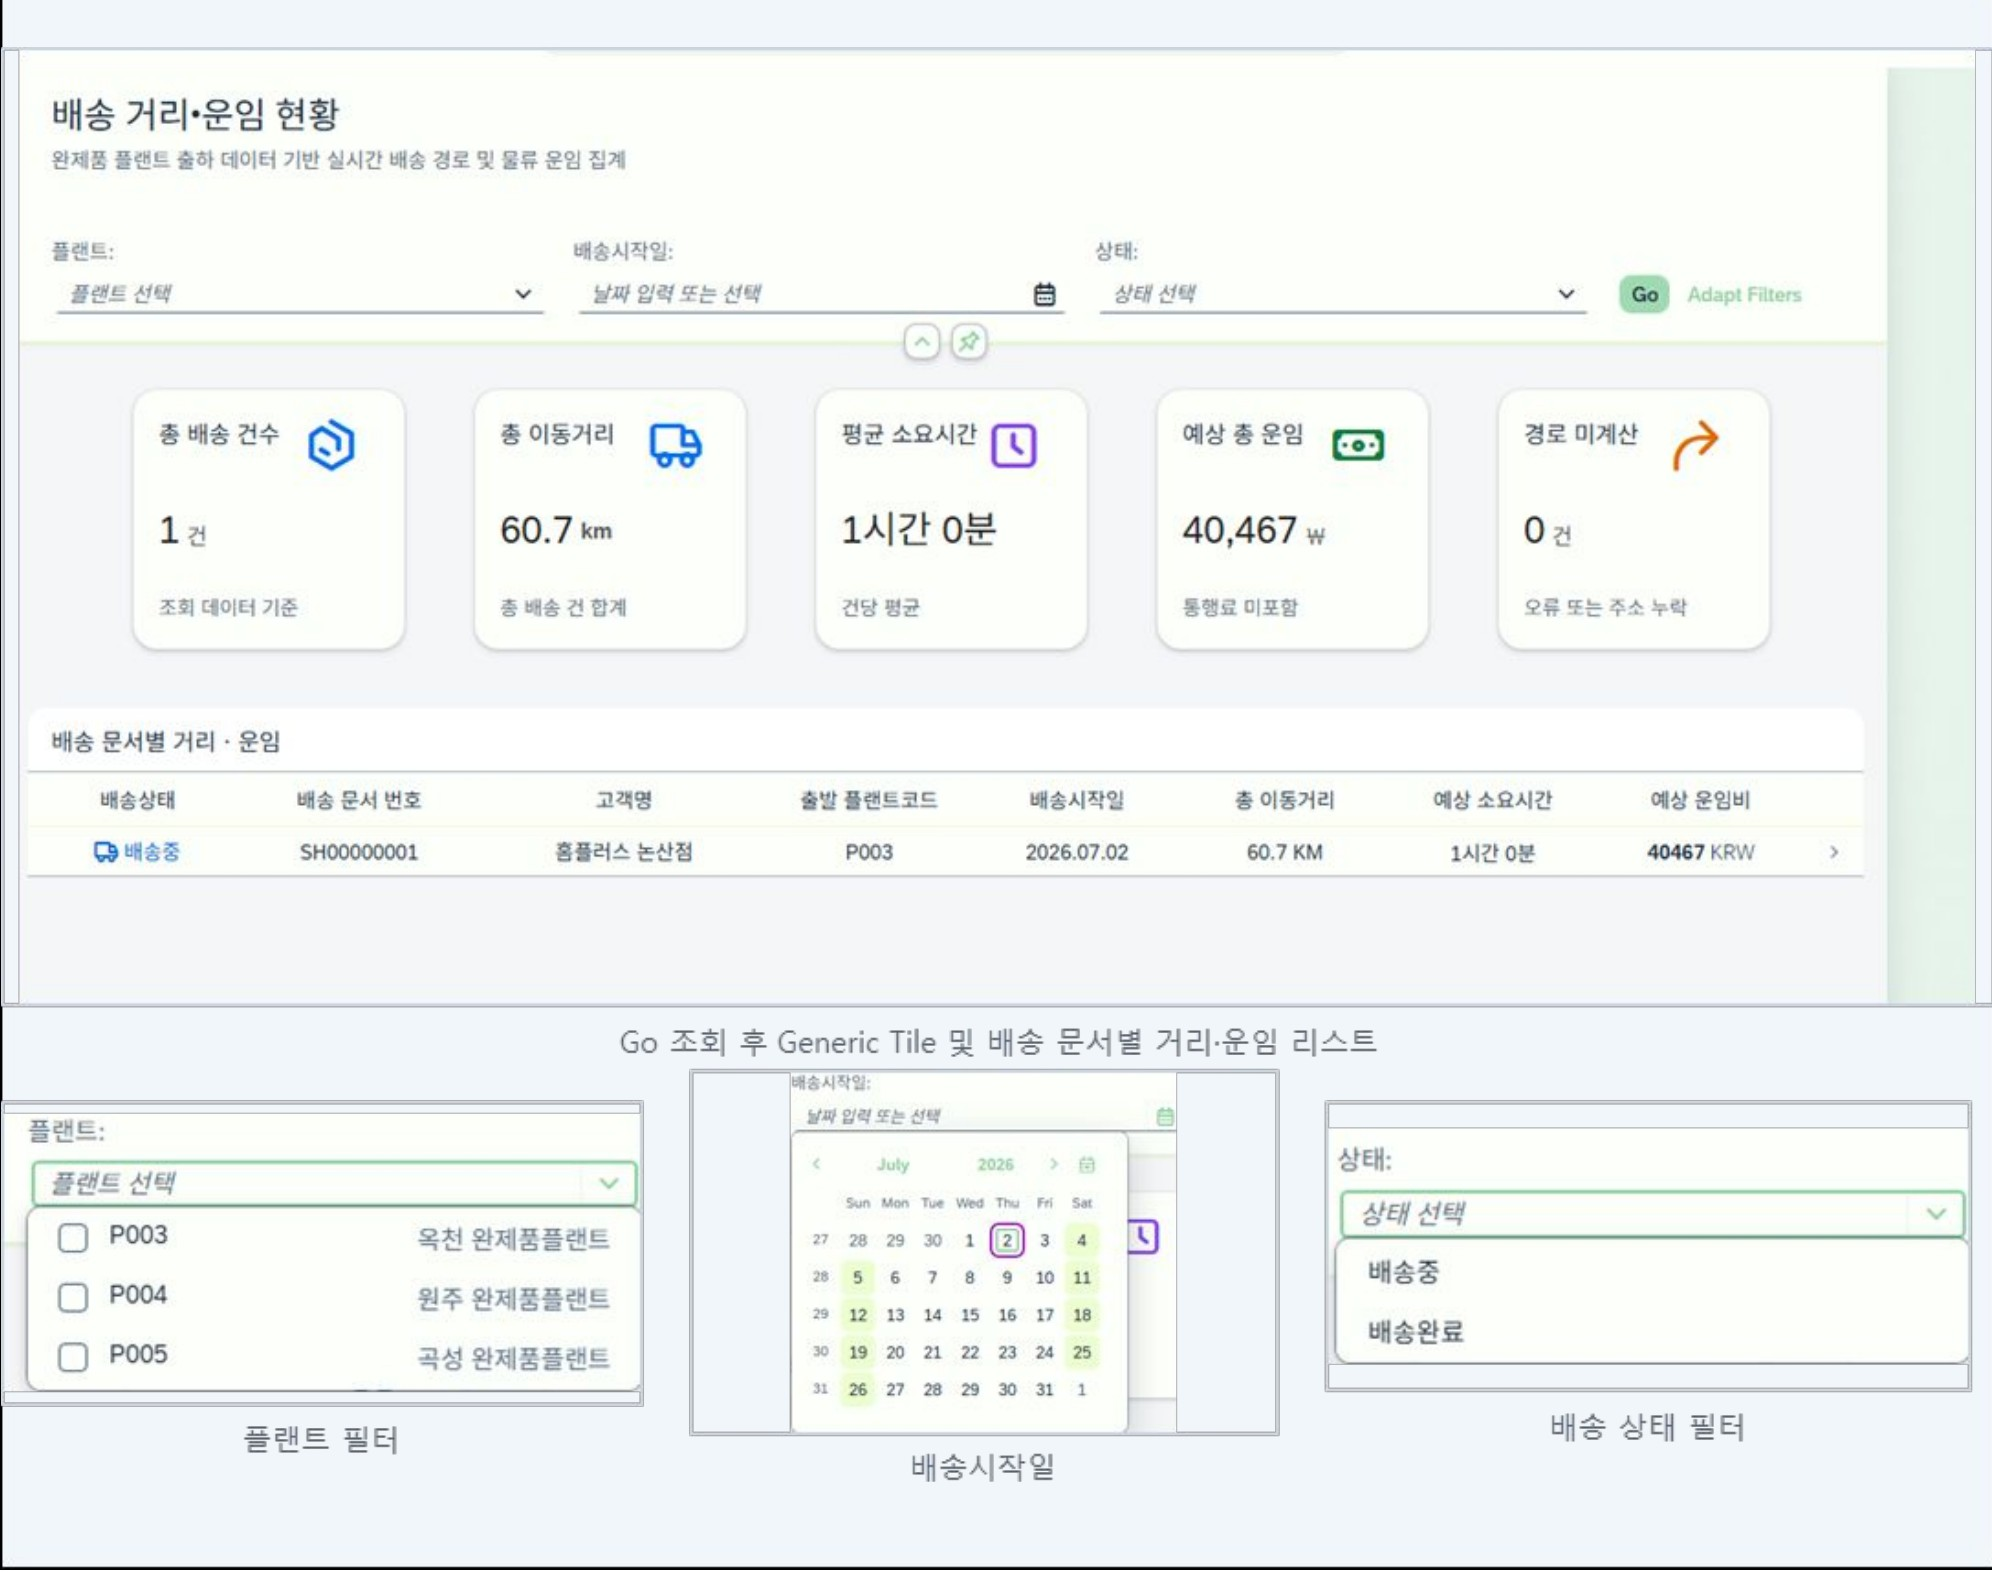 배송 거리•운임 현황
완제품 플랜트 출하 데이터 기반 실시간 배송 경로 및 물류 운임 집계
플랜트: 배송시작일: 상태:
플랜트 선택 날짜 입력 또는 선택 상태 선택 Go Adapt Filters
총 배송 건수 총 이동거리 평균 소요시간 예상 총 운임 경로 미계산
1 건 60.7 km 1시간 0분 40,467 ₩ 0 건
조회 데이터 기준 총 배송 건 합계 건당 평균 통행료 미포함 오류 또는 주소 누락
배송 문서별 거리 · 운임
배송상태 배송 문서 번호 고객명 출발 플랜트코드 배송시작일 총 이동거리 예상 소요시간 예상 운임비
배송중 SH00000001 홈플러스 논산점 P003 2026.07.02 60.7 KM 1시간 0분 40467 KRW
Go 조회 후 Generic Tile 및 배송 문서별 거리·운임 리스트
플랜트:
플랜트 선택
P003 옥천 완제품플랜트
P004 원주 완제품플랜트
P005 곡성 완제품플랜트
플랜트 필터
배송시작일:
날짜 입력 또는 선택
July 2026
Sun Mon Tue Wed Thu Fri Sat
27 28 29 30 1 2 3 4
28 5 6 7 8 9 10 11
29 12 13 14 15 16 17 18
30 19 20 21 22 23 24 25
31 26 27 28 29 30 31 1
배송시작일
상태:
상태 선택
배송중
배송완료
배송 상태 필터